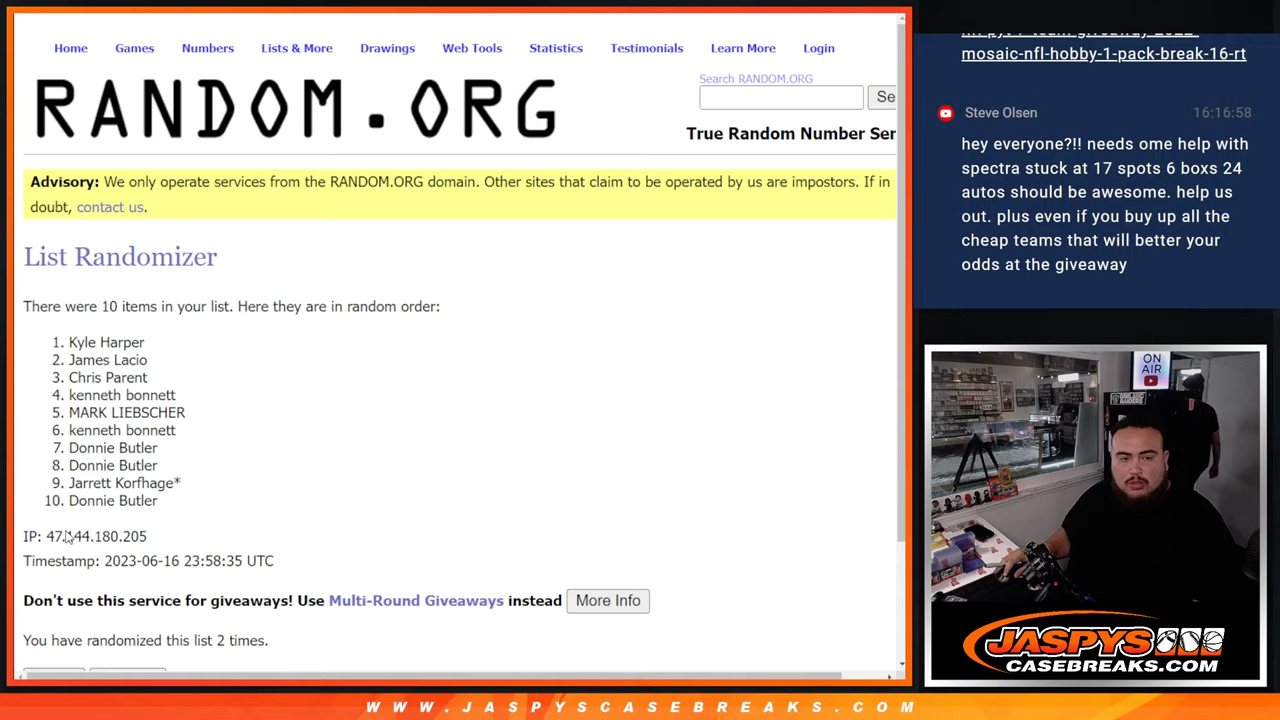 Home Games Numbers Lists & More Drawings Web Tools Statistics Testimonials Learn More Login
RANDOM.ORG
Search RANDOM.ORG
Se
True Random Number Ser
Advisory: We only operate services from the RANDOM.ORG domain. Other sites that claim to be operated by us are impostors. If in
doubt, contact us.
List Randomizer
There were 10 items in your list. Here they are in random order:
1. Kyle Harper
2. James Lacio
3. Chris Parent
4. kenneth bonnett
5. MARK LIEBSCHER
6. kenneth bonnett
7. Donnie Butler
8. Donnie Butler
9. Jarrett Korfhage*
10. Donnie Butler
Timestamp: 2023-06-16 23:58:35 UTC
Don't use this service for giveaways! Use Multi-Round Giveaways instead More Info
You have randomized this list 2 times.
mosaic-nfl-hobby-1-pack-break-16-rt
Steve Olsen 16:16:58
hey everyone?!! needs ome help with
spectra stuck at 17 spots 6 boxs 24
autos should be awesome. help us
out. plus even if you buy up all the
cheap teams that will better your
odds at the giveaway
ON
AIR
JASPYS
CASEBREAKS.COM
WWW.JASPYSCASEBREAKS.COM